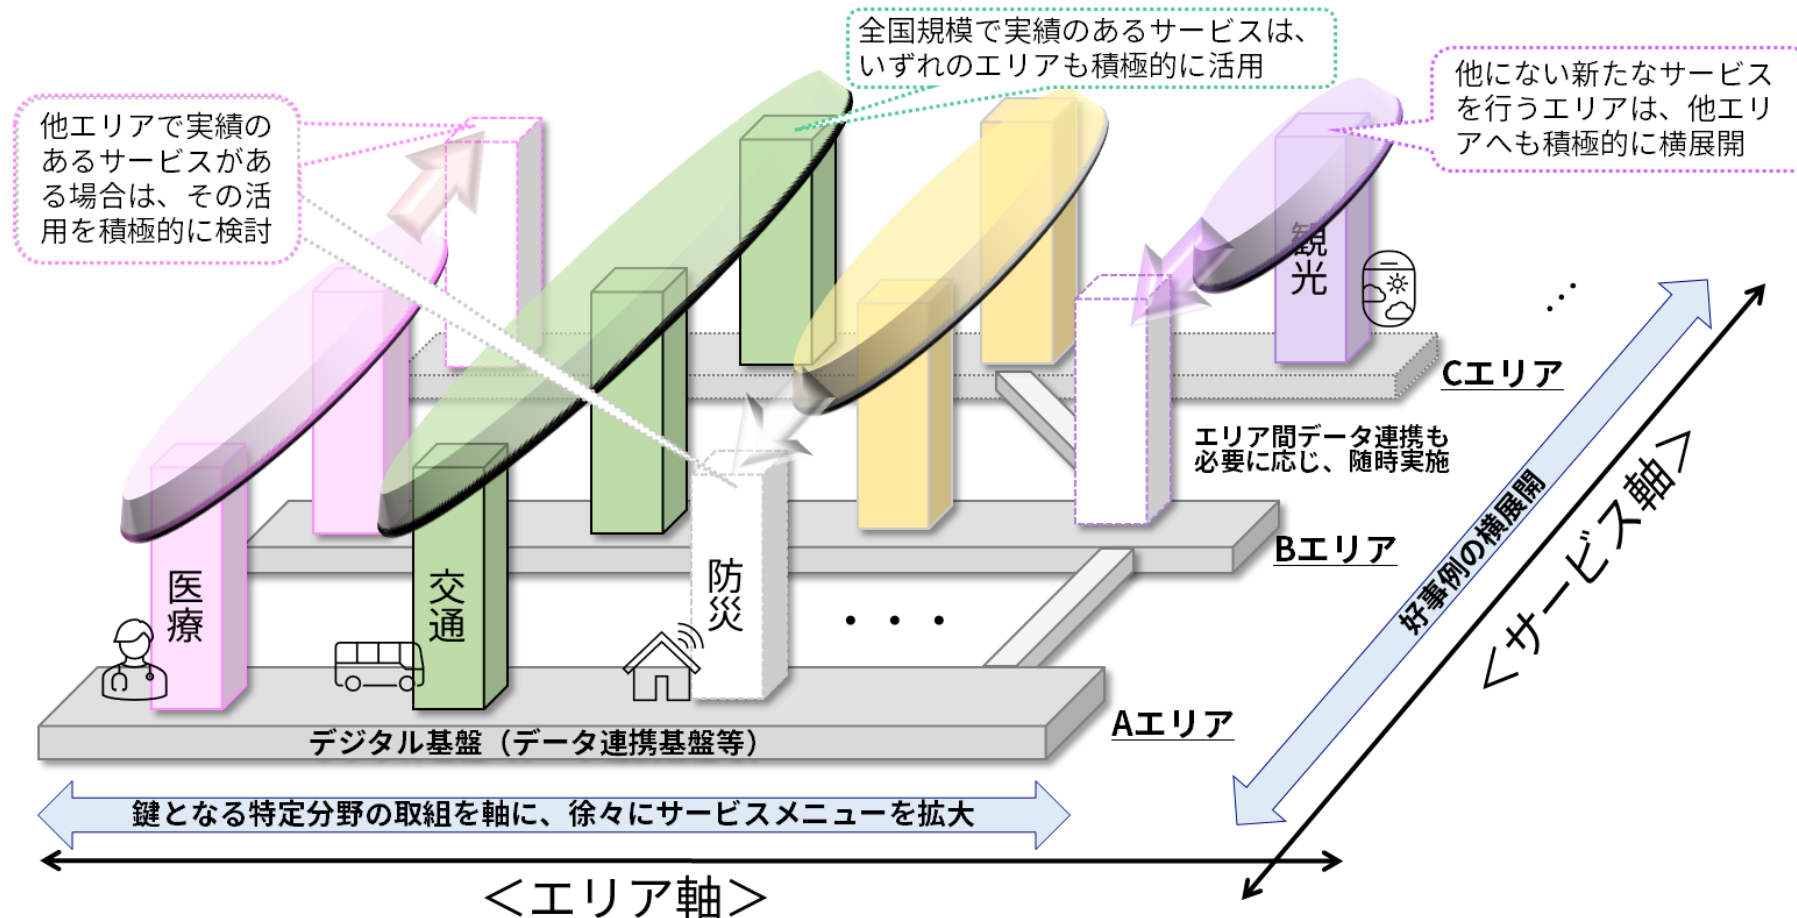 全国規模で実績のあるサービスは、
いずれのエリアも積極的に活用
他にない新たなサービス
を行うエリアは、他エリ
アへも積極的に横展開
他エリアで実績の
あるサービスがあ
る場合は、その活
用を積極的に検討
観光
…
Cエリア
エリア間データ連携も
必要に応じ、随時実施
Bエリア
医療
交通
防災
・・・
Aエリア
デジタル基盤（データ連携基盤等）
好事例の横展開
＜サービス軸＞
鍵となる特定分野の取組を軸に、徐々にサービスメニューを拡大
＜エリア軸＞